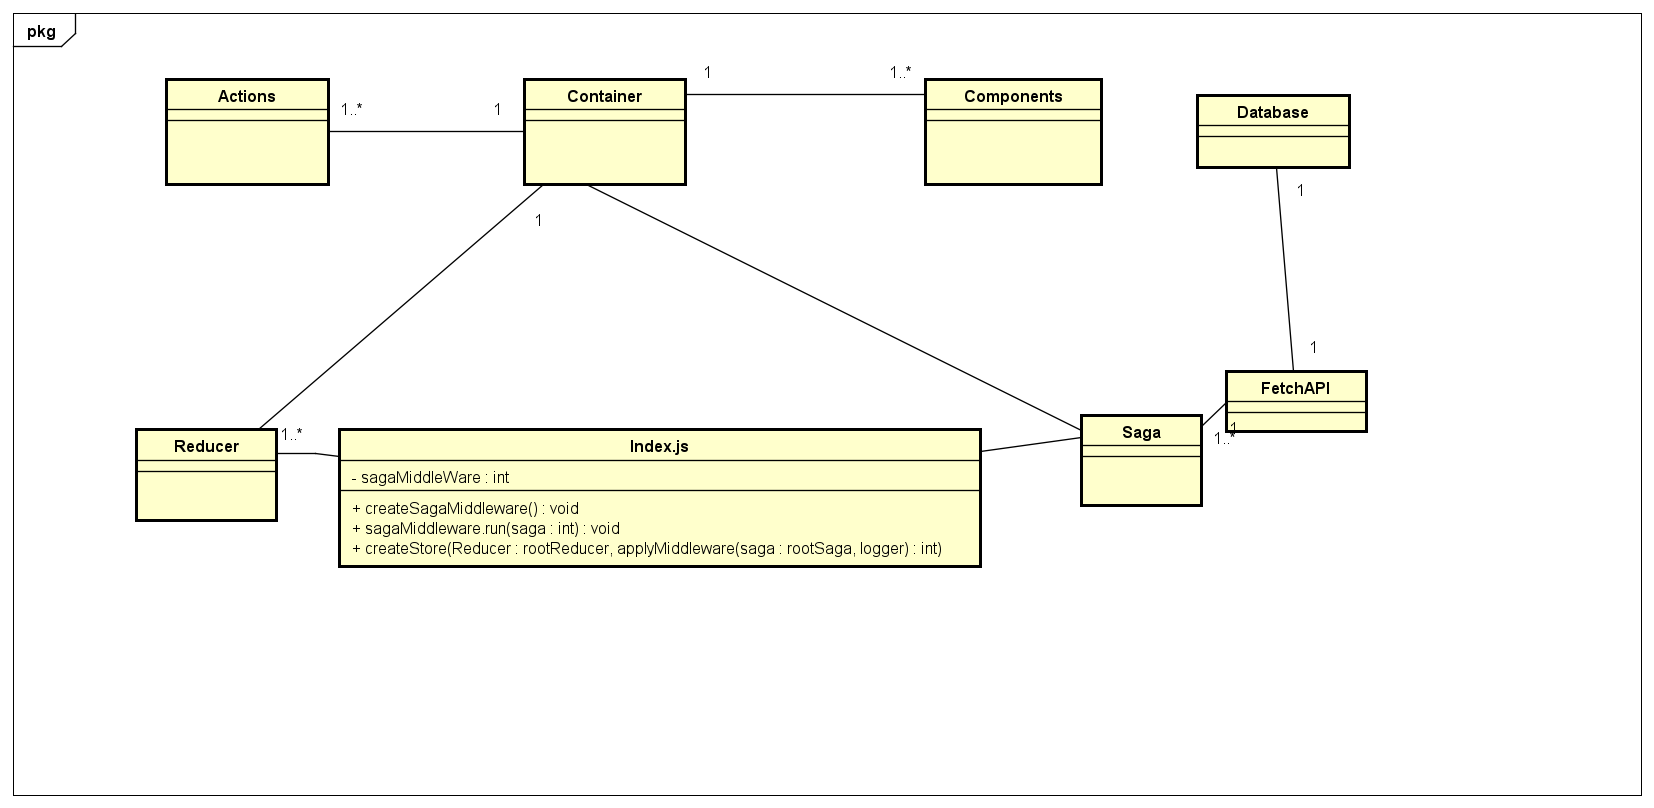 pkg
Actions
1..*
1
Container
1
1..*
Components
Database
1
1
1
FetchAPI
1
1..*
Saga
Reducer
1..*
Index.js
- sagaMiddleWare : int
+ createSagaMiddleware() : void
+ sagaMiddleware.run(saga : int) : void
+ createStore(Reducer : rootReducer, applyMiddleware(saga : rootSaga, logger) : int)